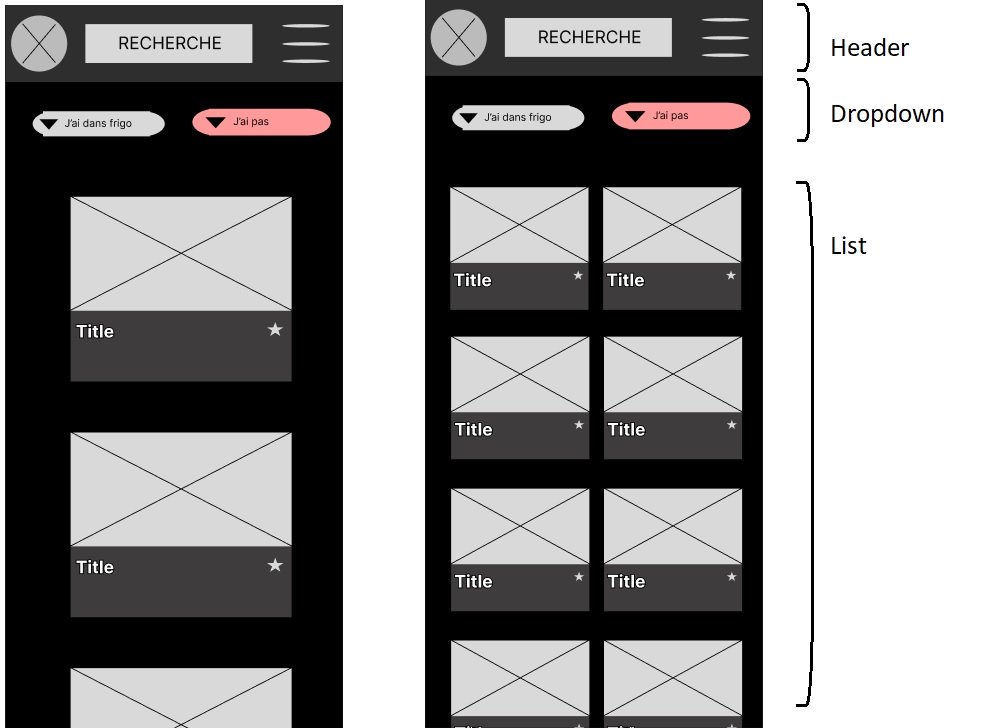 RECHERCHE
J'ai dans frigo
J'ai pas
Title
Title
RECHERCHE
J'ai dans frigo
J'ai pas
Title
Title
Title
Title
Title
Title
Header
Dropdown
List